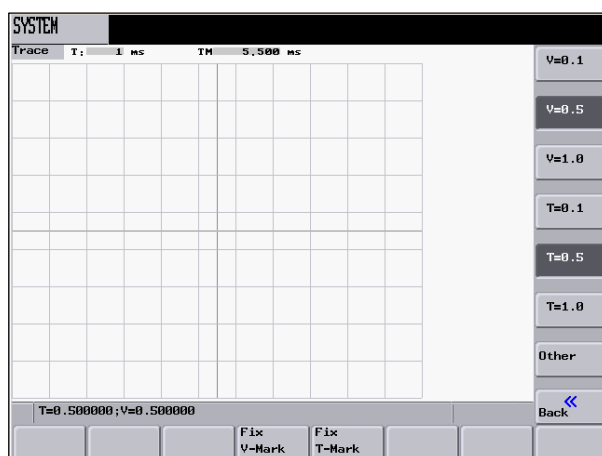 SYSTEM
Trace T: 1 ms TM 5.500 ms
V=0.1
V=0.5
V=1.0
T=0.1
T=0.5
T=1.0
Other
Back
T=0.500000;V=0.500000
Fix V-Mark
Fix T-Mark